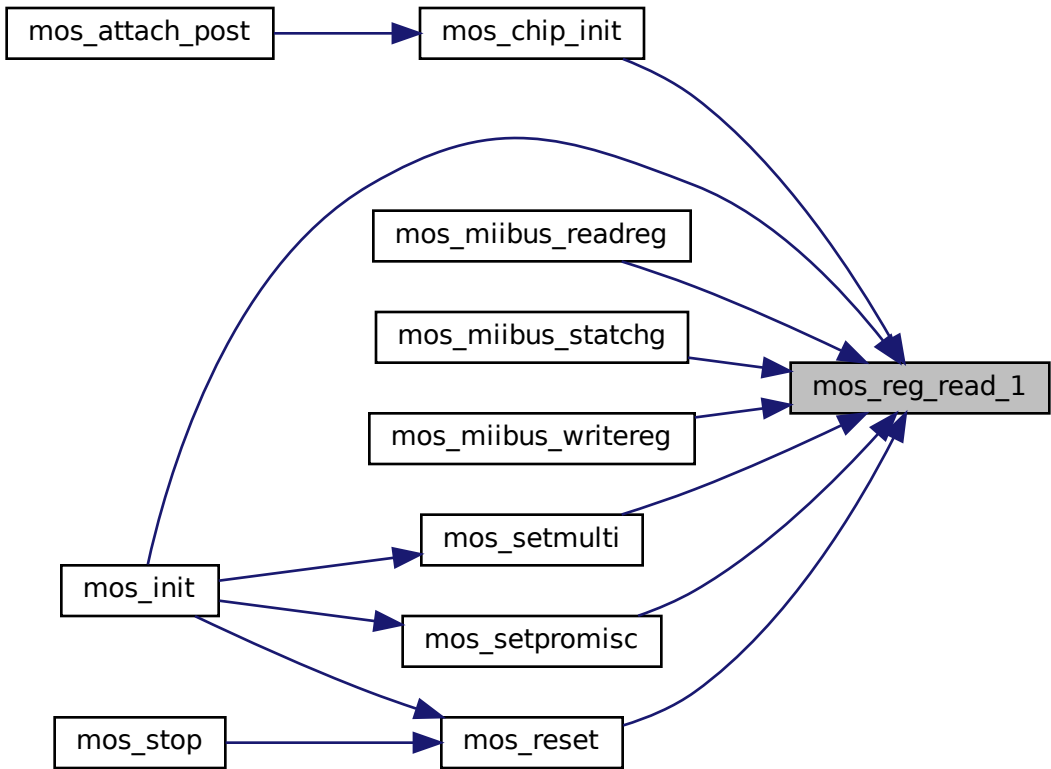 mos_attach_post
mos_chip_init
mos_miibus_readreg
mos_miibus_statchg
mos_reg_read_1
mos_miibus_writereg
mos_setmulti
mos_init
mos_setpromisc
mos_stop
mos_reset